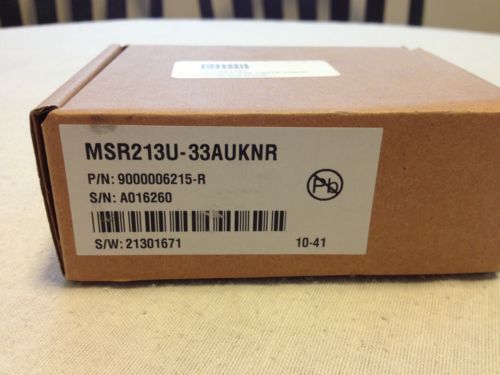 MSR213U-33AUKNR
P/N: 9000006215-R
Pb
S/N: A016260
S/W: 21301671
10-41